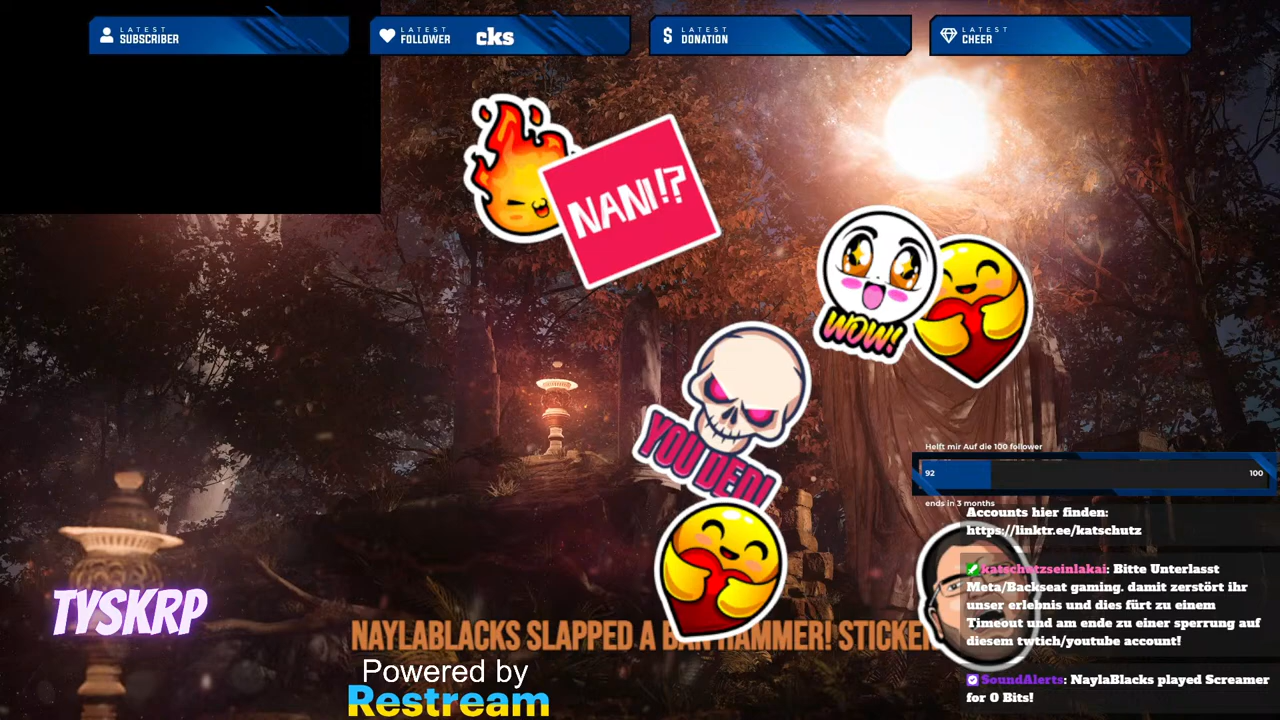 LATEST
SUBSCRIBER
LATEST
FOLLOWER
cks
LATEST
DONATION
LATEST
CHEER
NANI!?
WOW!
YOU DED!
Helft mir Auf die 100 follower
92
100
ends in 3 months
Accounts hier finden:
https://linktr.ee/katschutz
katschutzseinlakai: Bitte Unterlasst
Meta/Backseat gaming. damit zerstört ihr
unser erlebnis und dies fürt zu einem
Timeout und am ende zu einer sperrung auf
diesem twtich/youtube account!
SoundAlerts: NaylaBlacks played Screamer
for 0 Bits!
TYSKRP
NAYLABLACKS SLAPPED A BAN HAMMER! STICKER
Powered by
Restream